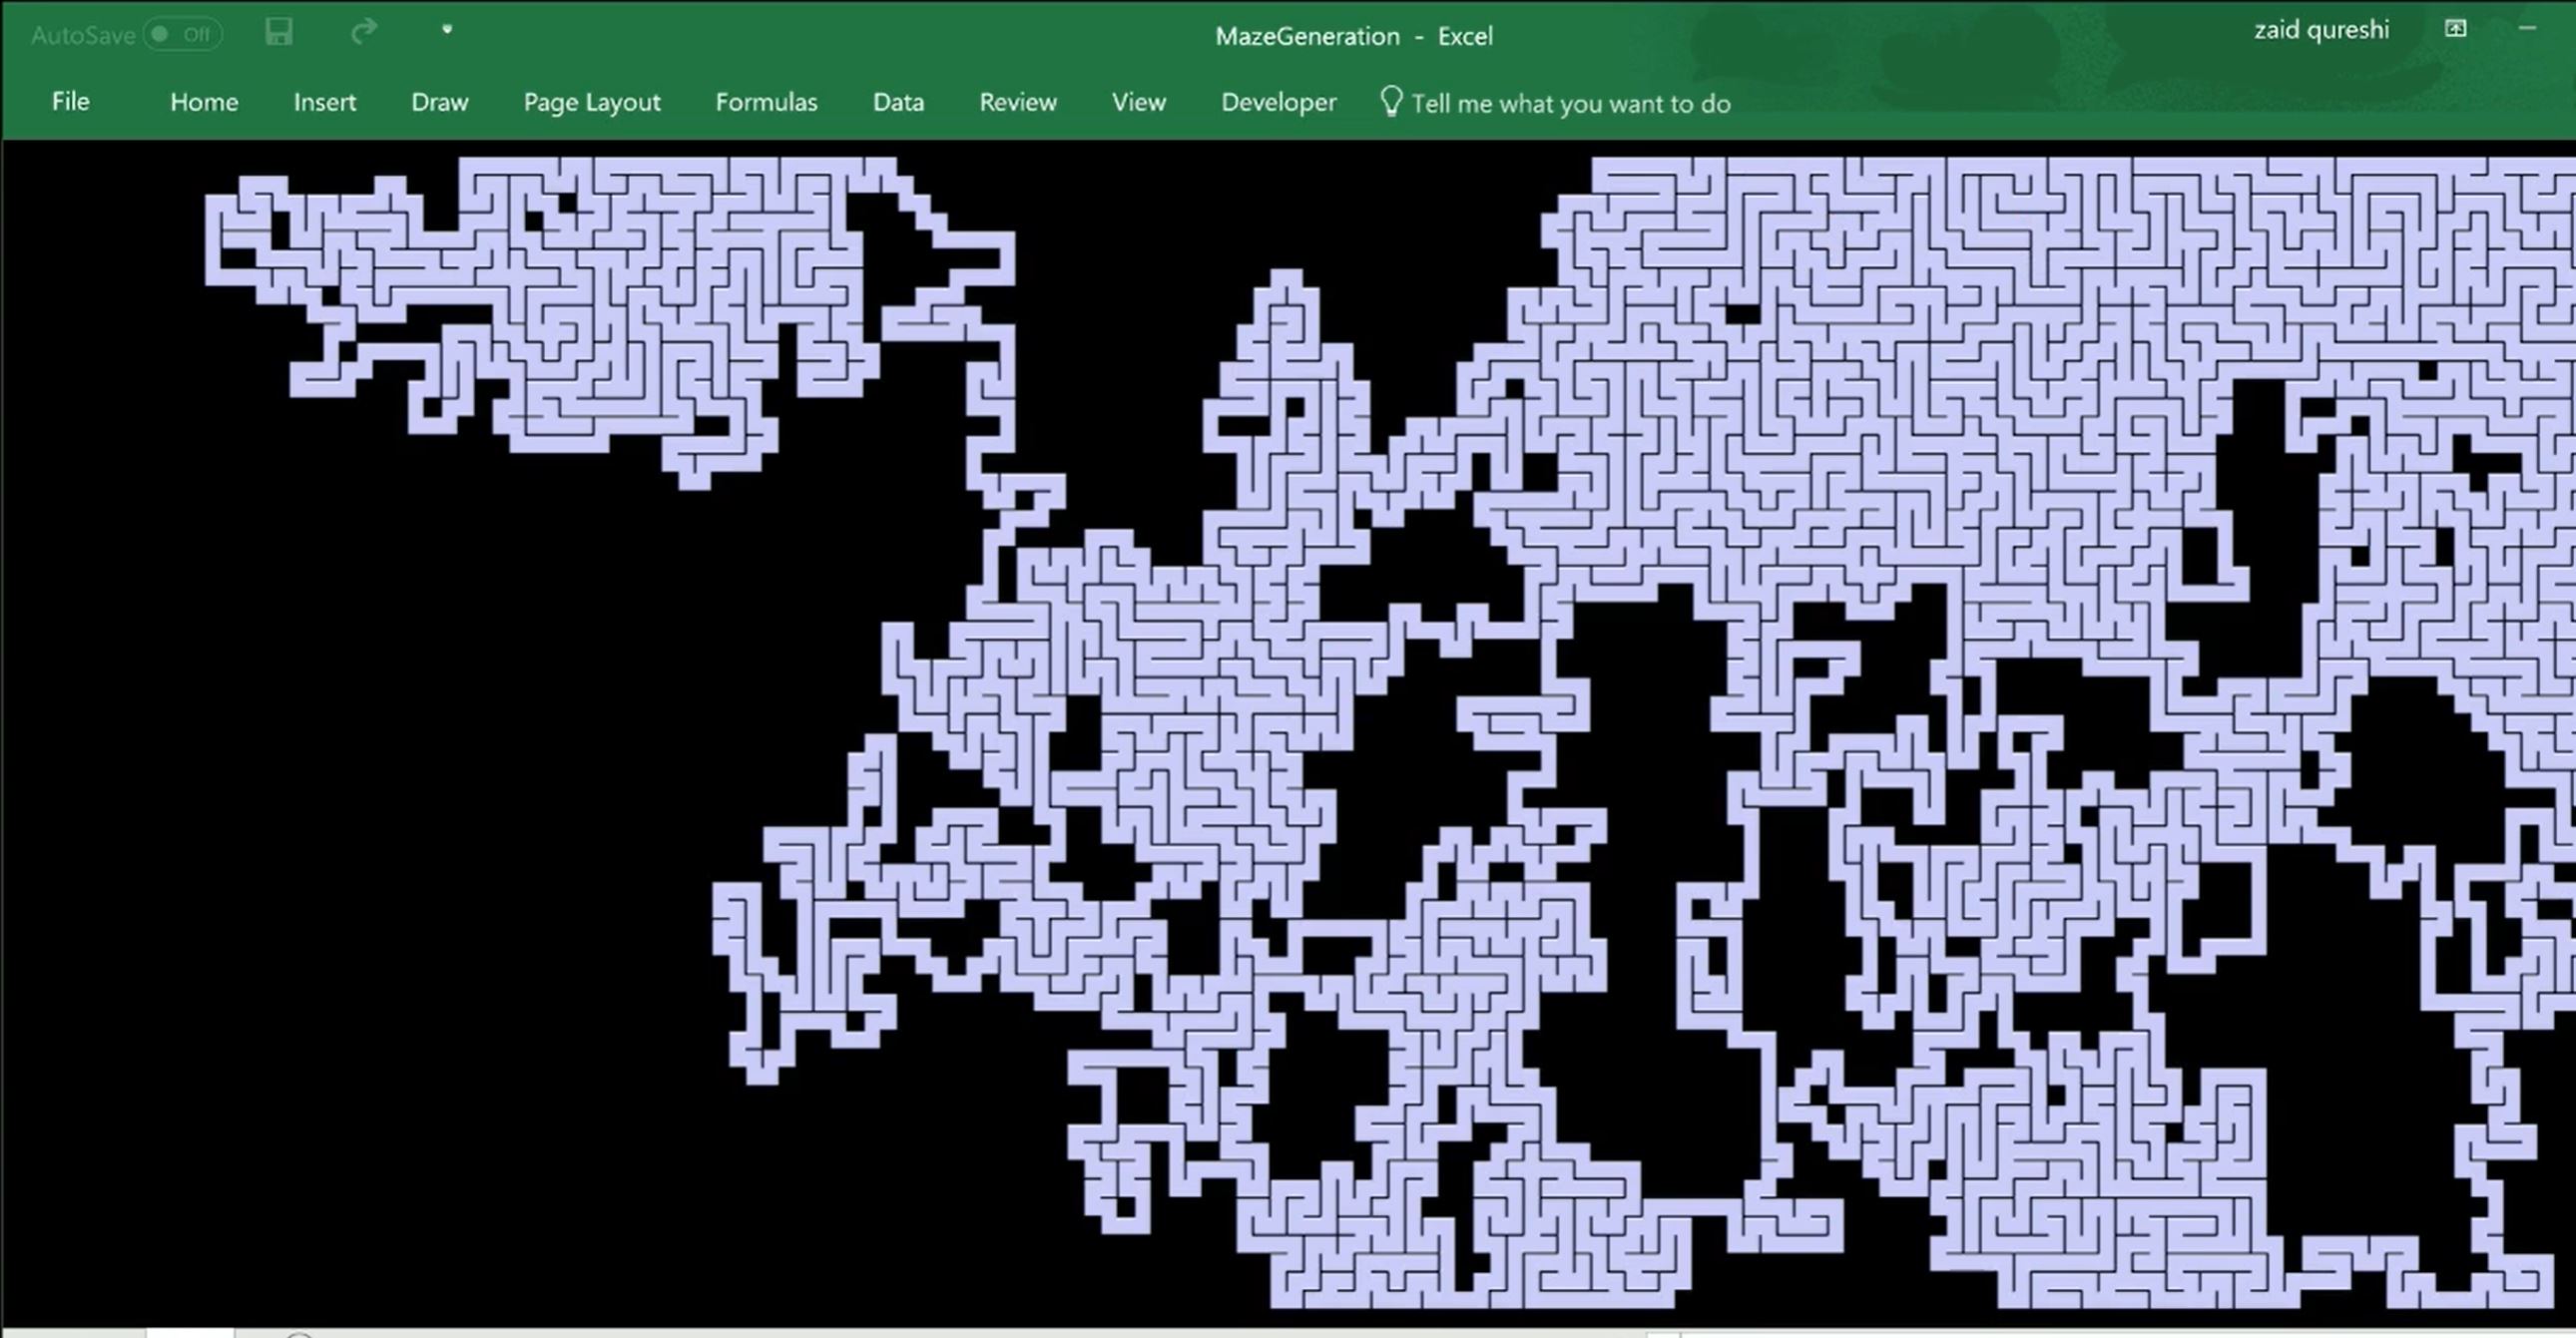 AutoSave Off
MazeGeneration - Excel
zaid qureshi
File Home Insert Draw Page Layout Formulas Data Review View Developer Tell me what you want to do